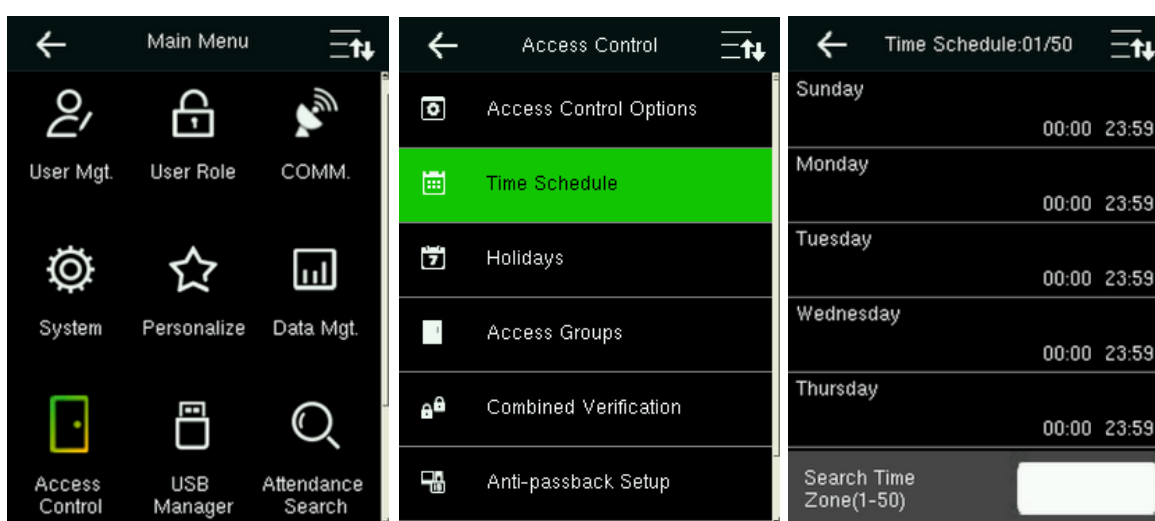 Main Menu
User Mgt.
User Role
COMM.
System
Personalize
Data Mgt.
Access
Control
USB
Manager
Attendance
Search
Access Control
Access Control Options
Time Schedule
Holidays
Access Groups
Combined Verification
Anti-passback Setup
Time Schedule:01/50
Sunday
00:00 23:59
Monday
00:00 23:59
Tuesday
00:00 23:59
Wednesday
00:00 23:59
Thursday
00:00 23:59
Search Time
Zone(1-50)